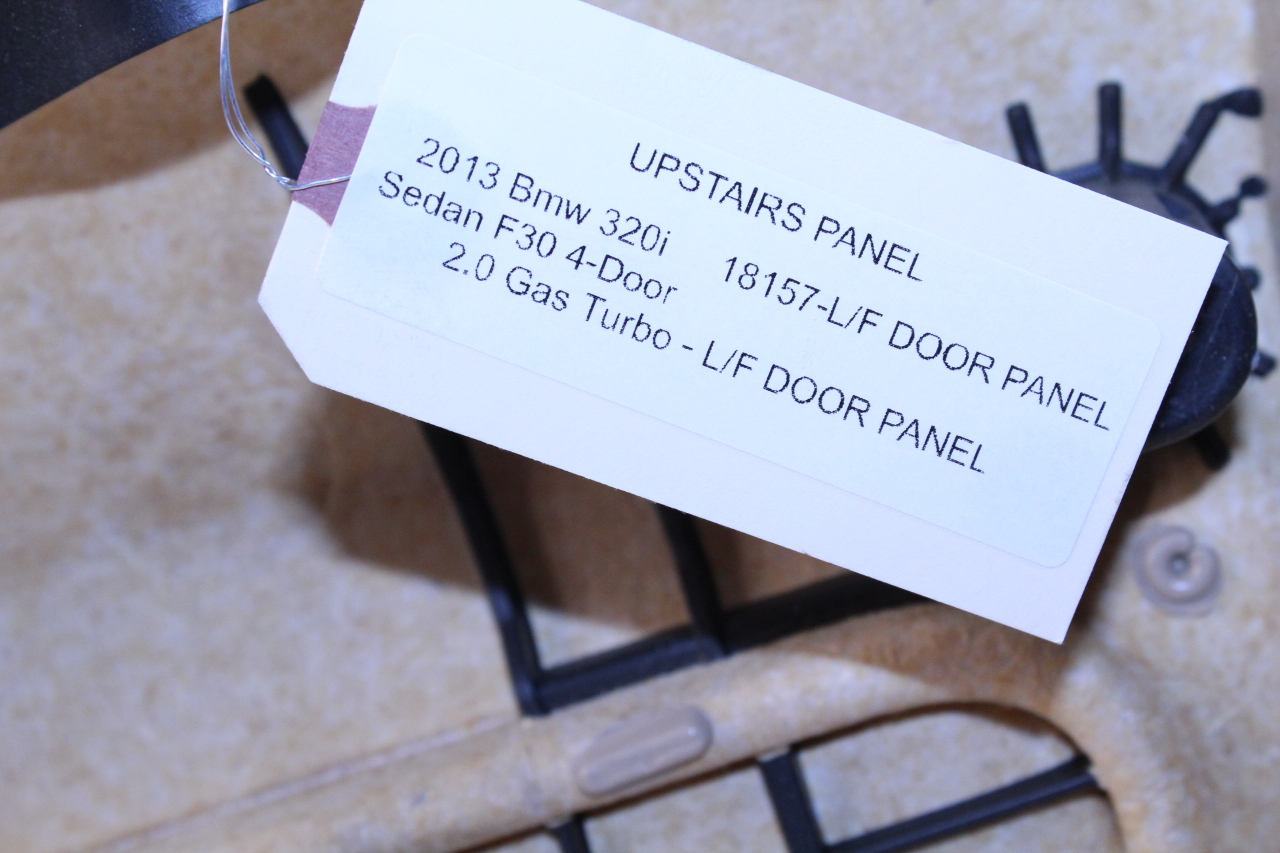 UPSTAIRS PANEL
2013 Bmw 320i
Sedan F30 4-Door
18157-L/F DOOR PANEL
2.0 Gas Turbo - L/F DOOR PANEL